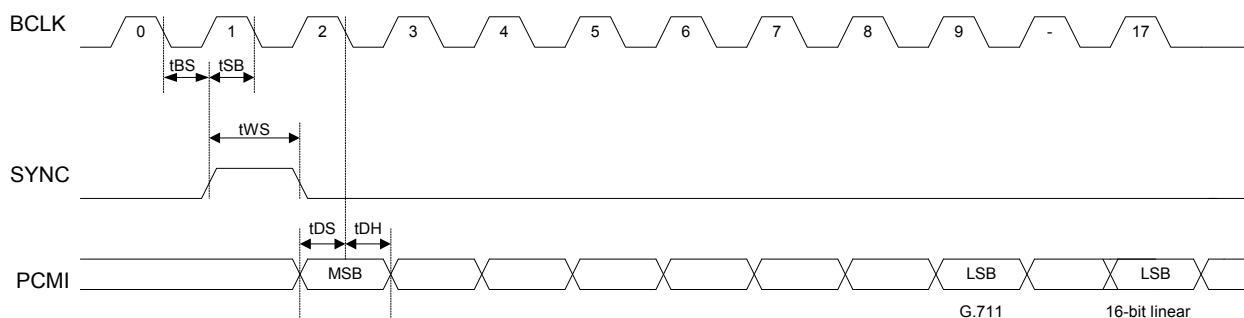 BCLK 0 1 2 3 4 5 6 7 8 9 - 17
tBS tSB
tWS
SYNC
tDS tDH
PCMI MSB LSB LSB
G.711 16-bit linear